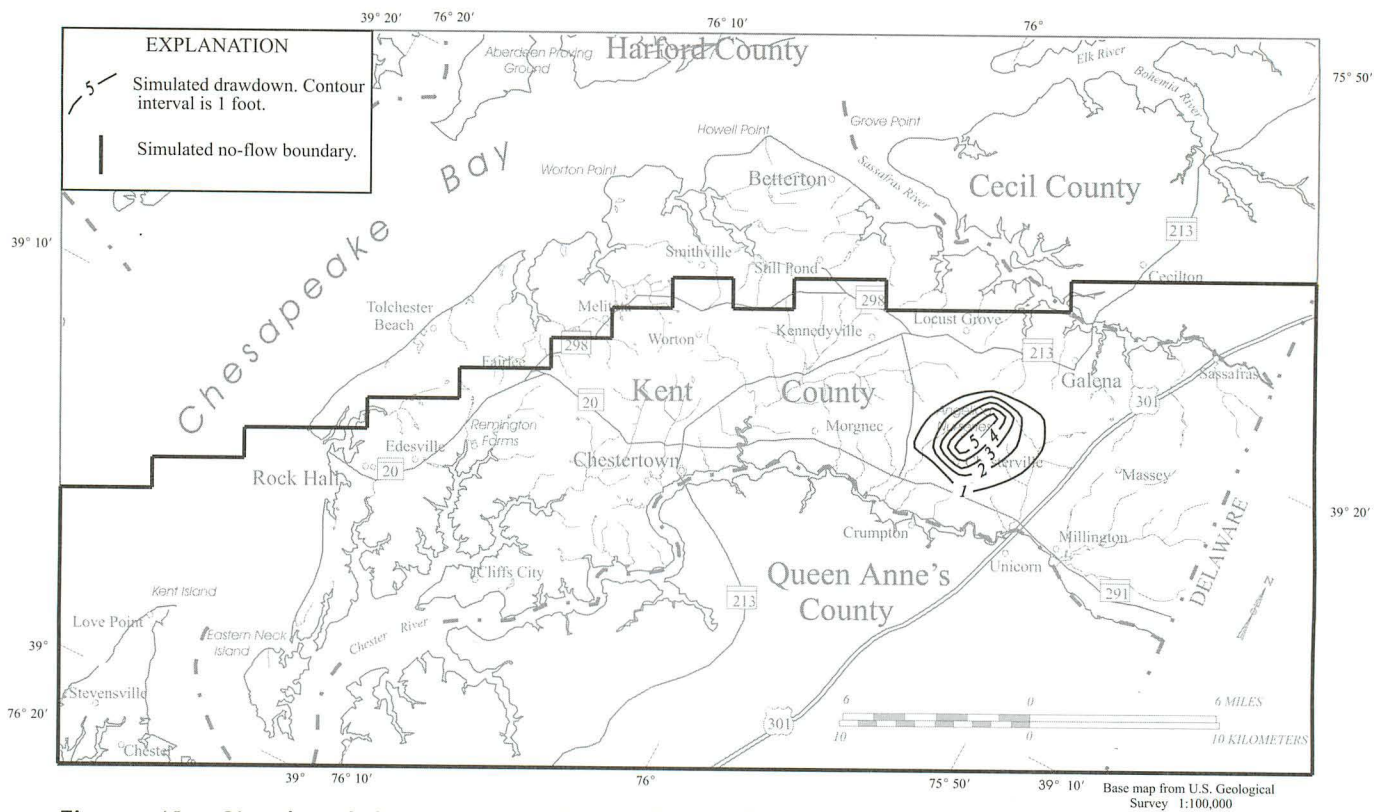 39° 20′ 76° 20′
76° 10′
76°
EXPLANATION
5
Simulated drawdown. Contour
interval is 1 foot.
Simulated no-flow boundary.
Aberdeen Proving
Ground
Harford County
Elk River
Bohemia River
75° 50′
Howell Point
Grove Point
Chesapeake Bay
Worton Point
Betterton
Sassafras River
Cecil County
213
39° 10′
Smithville
Still Pond
Cecilton
Tolchester
Beach
Melitota
298
Locust Grove
Worton
Kennedyville
298
213
Fairlee
Galena
Sassafras
Kent County
20
301
Remington
Farms
Edesville
Morgnec
5 4 3 2 1
Chestertown
Massey
Rock Hall
20
39° 20′
Crumpton
Millington
Unicorn
DELAWARE
Cliffs City
Queen Anne's
County
213
291
N
Kent Island
Love Point
Eastern Neck
Island
Chester River
39°
Stevensville
6 0 6 MILES
76° 20′
301
10 0 10 KILOMETERS
Chester
39° 10′ 76° 10′
76°
75° 50′
39° 10′
Base map from U.S. Geological
Survey 1:100,000